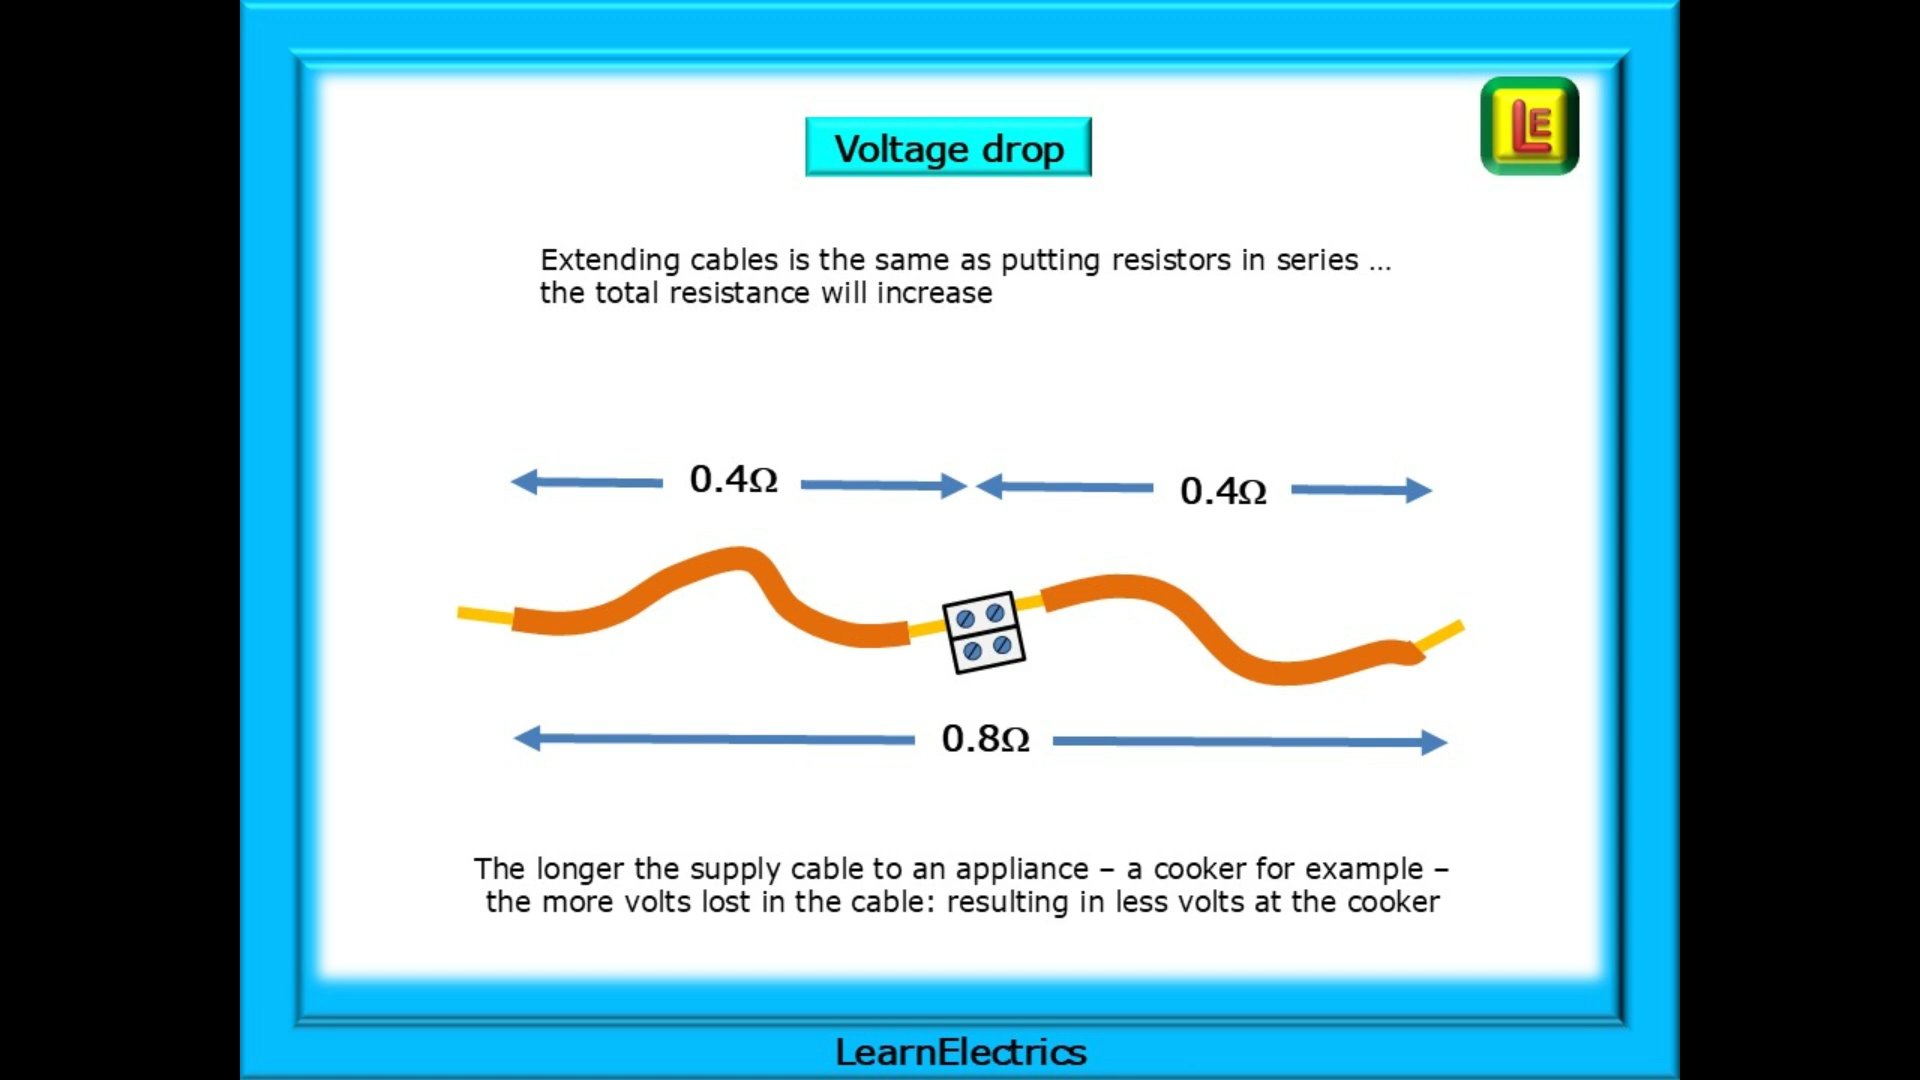 LE
Voltage drop
Extending cables is the same as putting resistors in series ...
the total resistance will increase
0.4Ω
0.4Ω
0.8Ω
The longer the supply cable to an appliance – a cooker for example –
the more volts lost in the cable: resulting in less volts at the cooker
LearnElectrics